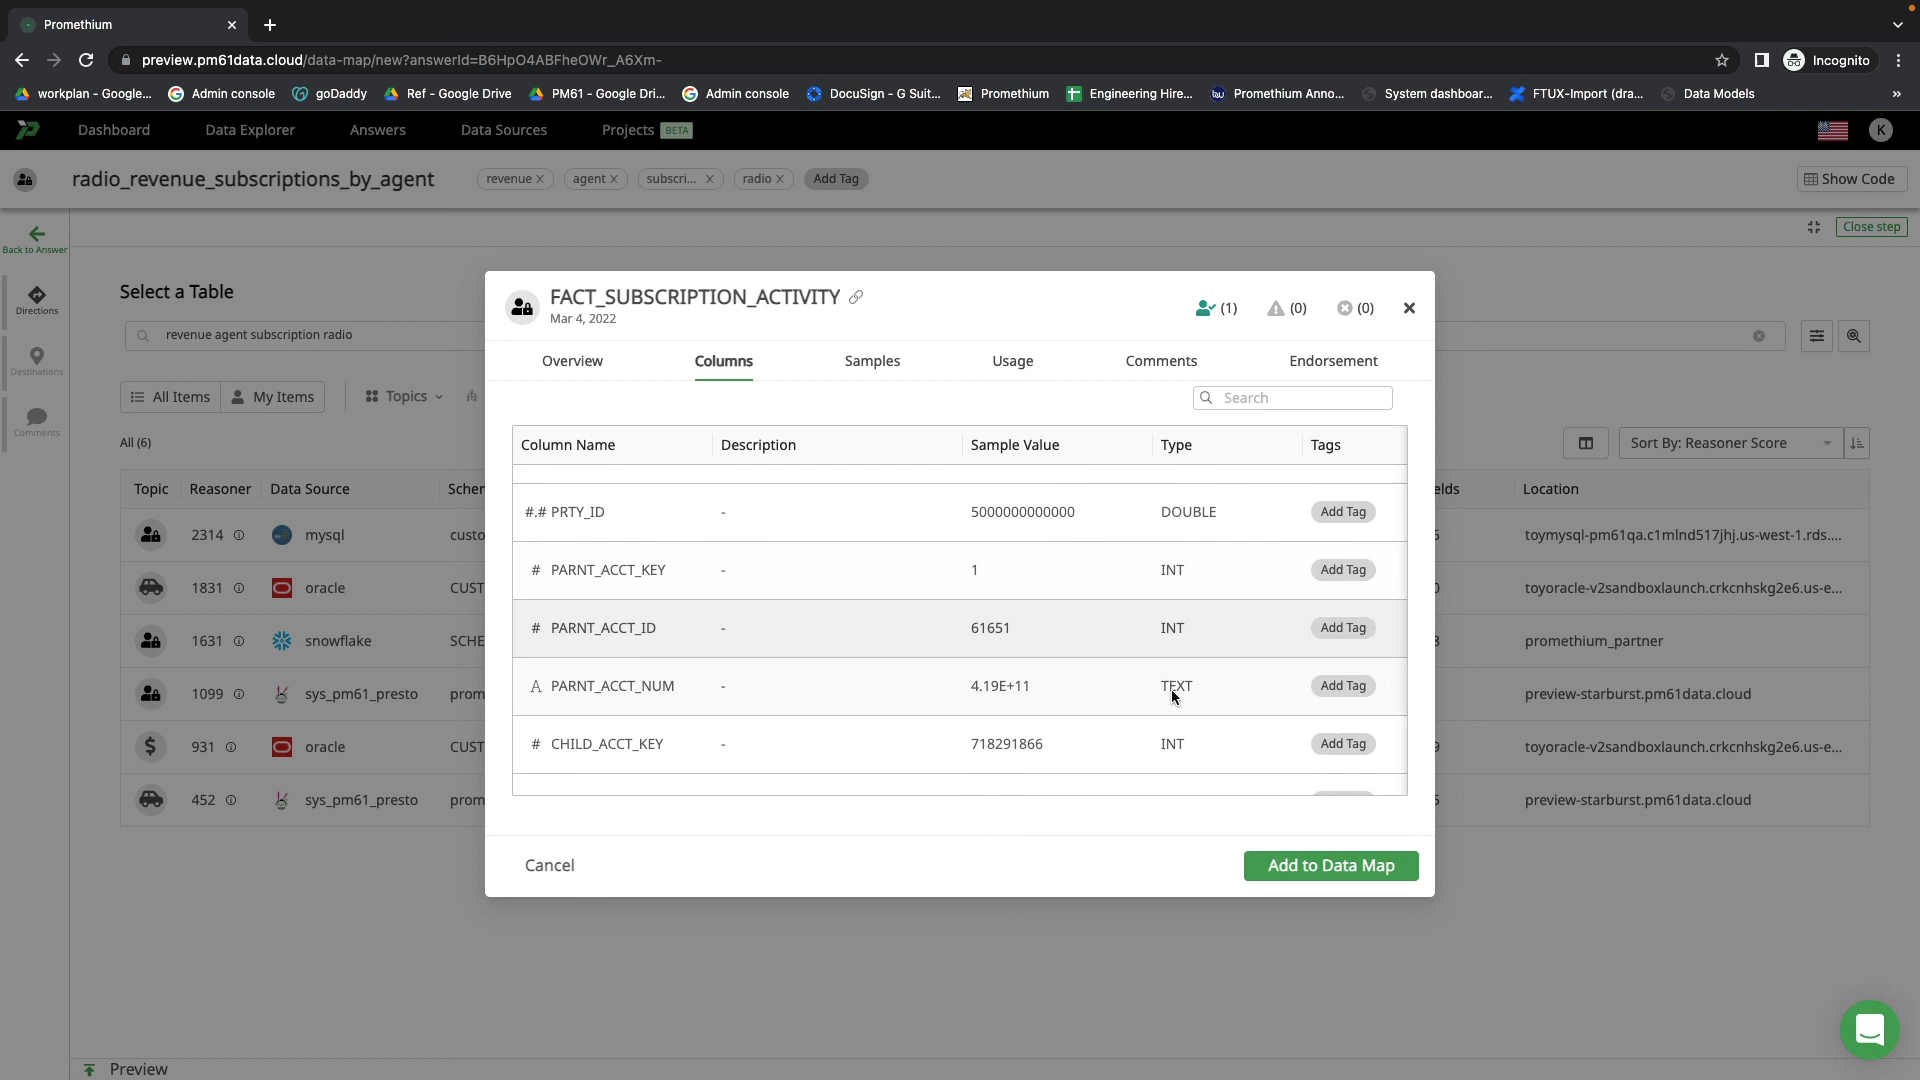 Promethium
preview.pm61data.cloud/data-map/new?answerId=B6HpO4ABFheOWr_A6Xm-
Incognito
workplan - Google...
Admin console
goDaddy
Ref - Google Drive
PM61 - Google Dri...
Admin console
DocuSign - G Suit...
Promethium
Engineering Hire...
Promethium Anno...
System dashboar...
FTUX-Import (dra...
Data Models
»
Dashboard
Data Explorer
Answers
Data Sources
Projects BETA
K
radio_revenue_subscriptions_by_agent
revenue
agent
subscri...
radio
Add Tag
Show Code
Back to Answer
Close step
Directions
Destinations
Comments
Select a Table
revenue agent subscription radio
All Items
My Items
Topics
All (6)
Sort By: Reasoner Score
Topic Reasoner Data Source Schem elds Location
2314 mysql custo 5 toymysql-pm61qa.c1mlnd517jhj.us-west-1.rds....
1831 oracle CUST 0 toyoracle-v2sandboxlaunch.crkcnhskg2e6.us-e...
1631 snowflake SCHE 8 promethium_partner
1099 sys_pm61_presto prom preview-starburst.pm61data.cloud
931 oracle CUST 9 toyoracle-v2sandboxlaunch.crkcnhskg2e6.us-e...
452 sys_pm61_presto prom 5 preview-starburst.pm61data.cloud
FACT_SUBSCRIPTION_ACTIVITY
Mar 4, 2022
(1)
(0)
(0)
Overview
Columns
Samples
Usage
Comments
Endorsement
Search
Column Name Description Sample Value Type Tags
#.# PRTY_ID - 5000000000000 DOUBLE Add Tag
# PARNT_ACCT_KEY - 1 INT Add Tag
# PARNT_ACCT_ID - 61651 INT Add Tag
A PARNT_ACCT_NUM - 4.19E+11 TEXT Add Tag
# CHILD_ACCT_KEY - 718291866 INT Add Tag
Cancel
Add to Data Map
Preview